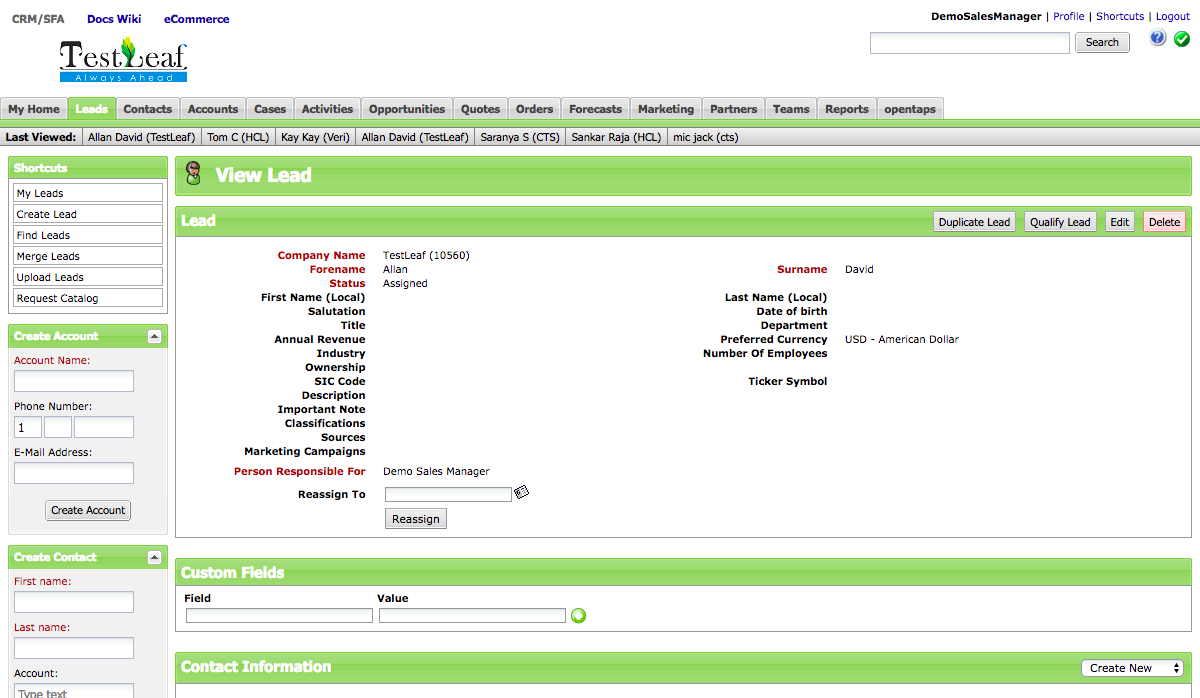 CRM/SFA Docs Wiki eCommerce
DemoSalesManager | Profile | Shortcuts | Logout
TestLeaf
Always Ahead
Search
?
My Home Leads Contacts Accounts Cases Activities Opportunities Quotes Orders Forecasts Marketing Partners Teams Reports opentaps
Last Viewed: Allan David (TestLeaf) Tom C (HCL) Kay Kay (Veri) Allan David (TestLeaf) Saranya S (CTS) Sankar Raja (HCL) mic jack (cts)
Shortcuts
My Leads
Create Lead
Find Leads
Merge Leads
Upload Leads
Request Catalog
Create Account
Account Name:
Phone Number:
1
E-Mail Address:
Create Account
Create Contact
First name:
Last name:
Account:
Type text
View Lead
Lead Duplicate Lead Qualify Lead Edit Delete
Company Name TestLeaf (10560)
Forename Allan Surname David
Status Assigned
First Name (Local) Last Name (Local)
Salutation Date of birth
Title Department
Annual Revenue Preferred Currency USD - American Dollar
Industry Number Of Employees
Ownership
SIC Code Ticker Symbol
Description
Important Note
Classifications
Sources
Marketing Campaigns
Person Responsible For Demo Sales Manager
Reassign To
Reassign
Custom Fields
Field Value
Contact Information Create New